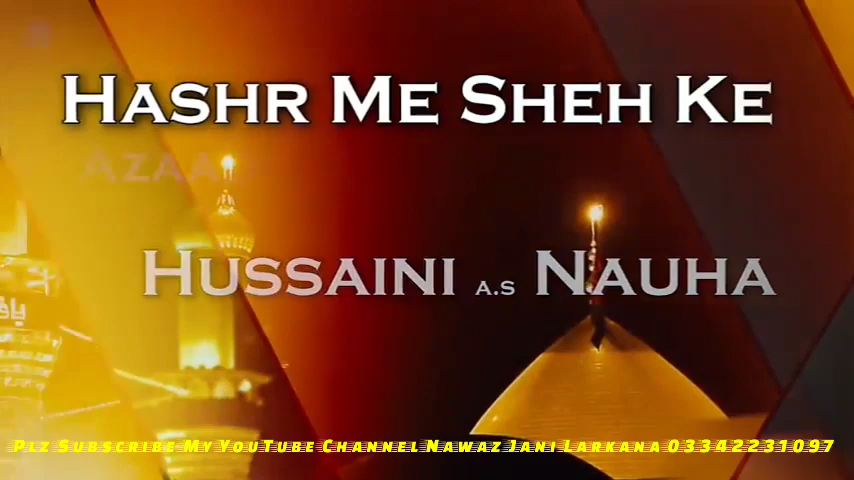 Hashr Me Sheh Ke
Hussaini A.S Nauha
Plz Subscribe My YouTube Channel Nawaz Jani Larkana 03342231097